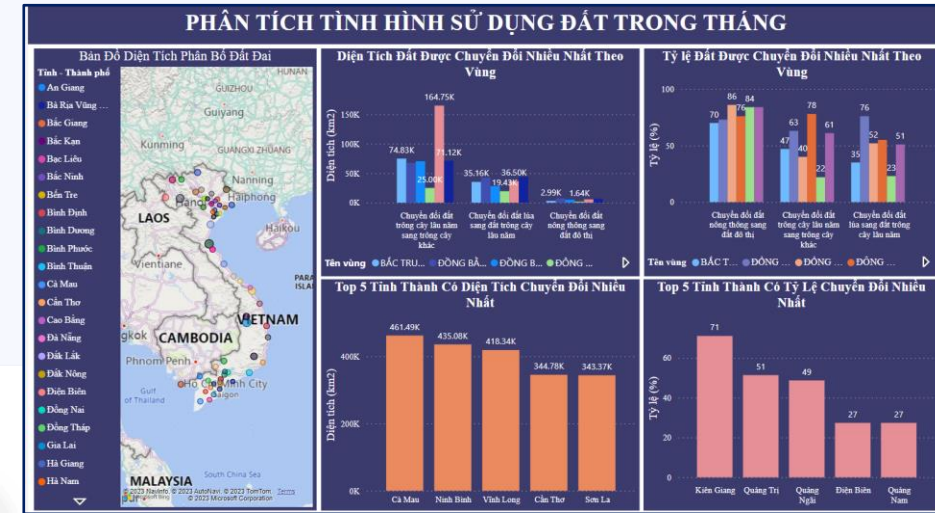 PHÂN TÍCH TÌNH HÌNH SỬ DỤNG ĐẤT TRONG THÁNG
Bản Đồ Diện Tích Phân Bố Đất Đai
Tỉnh - Thành phố
An Giang
Bà Rịa Vũng ...
Bắc Giang
Bắc Kạn
Bạc Liêu
Bắc Ninh
Bến Tre
Bình Định
Bình Dương
Bình Phước
Bình Thuận
Cà Mau
Cần Thơ
Cao Bằng
Đà Nẵng
Đắk Lắk
Đắk Nông
Điện Biên
Đồng Nai
Đồng Tháp
Gia Lai
Hà Giang
Hà Nam
HUNAN
GUIZHOU
Guiyang
Kunming
GUANGXI ZHUANG
Nanning
Haiphong
LAOS
Haikou
Vientiane
VIETNAM
CAMBODIA
Phnom Penh
Ho Chi Minh City
Saigon
Gulf
of Thailand
MALAYSIA
South China Sea
© 2023 NavInfo, © 2023 AutoNavi, © 2023 TomTom, Terms
© 2023 Microsoft Corporation
Diện Tích Đất Được Chuyển Đổi Nhiều Nhất Theo
Vùng
Diện tích (km2)
150K
100K
50K
0K
74.83K
25.00K
164.75K
71.12K
35.16K
19.43K
36.50K
2.99K
1.64K
Chuyển đổi đất
trồng cây lâu năm
sang trồng cây
khác
Chuyển đổi đất lúa
sang đất trồng cây
lâu năm
Chuyển đổi đất
nông thông sang
đất đô thị
Tên vùng
BẮC TRU...
ĐỒNG BẰ...
ĐỒNG B...
ĐÔNG ...
Tỷ lệ Đất Được Chuyển Đổi Nhiều Nhất Theo
Vùng
Tỷ lệ (%)
100
50
0
70
86
76
84
47
63
40
78
22
61
35
76
52
23
51
Chuyển đổi đất
nông thông sang
đất đô thị
Chuyển đổi đất
trồng cây lâu năm
sang trồng cây
khác
Chuyển đổi đất
lúa sang đất trồng
cây lâu năm
Tên vùng
BẮC T...
ĐỒNG ...
ĐỒNG ...
ĐÔNG ...
Top 5 Tỉnh Thành Có Diện Tích Chuyển Đổi Nhiều
Nhất
Diện tích (km2)
400K
200K
0K
461.49K
435.08K
418.34K
344.78K
343.37K
Cà Mau
Ninh Bình
Vĩnh Long
Cần Thơ
Sơn La
Top 5 Tỉnh Thành Có Tỷ Lệ Chuyển Đổi Nhiều
Nhất
Tỷ lệ (%)
60
40
20
0
71
51
49
27
27
Kiên Giang
Quảng Trị
Quảng
Ngãi
Điện Biên
Quảng
Nam